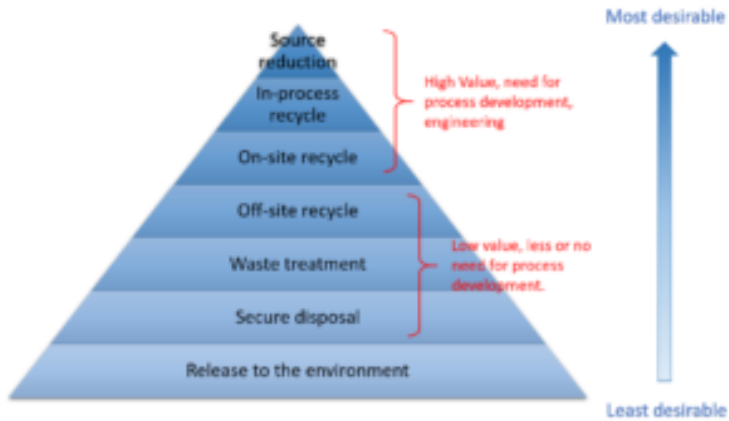 Most desirable
Source
reduction
High Value, need for
process development,
engineering
In-process
recycle
On-site recycle
Off-site recycle
Low value, less or no
need for process
development.
Waste treatment
Secure disposal
Release to the environment
Least desirable